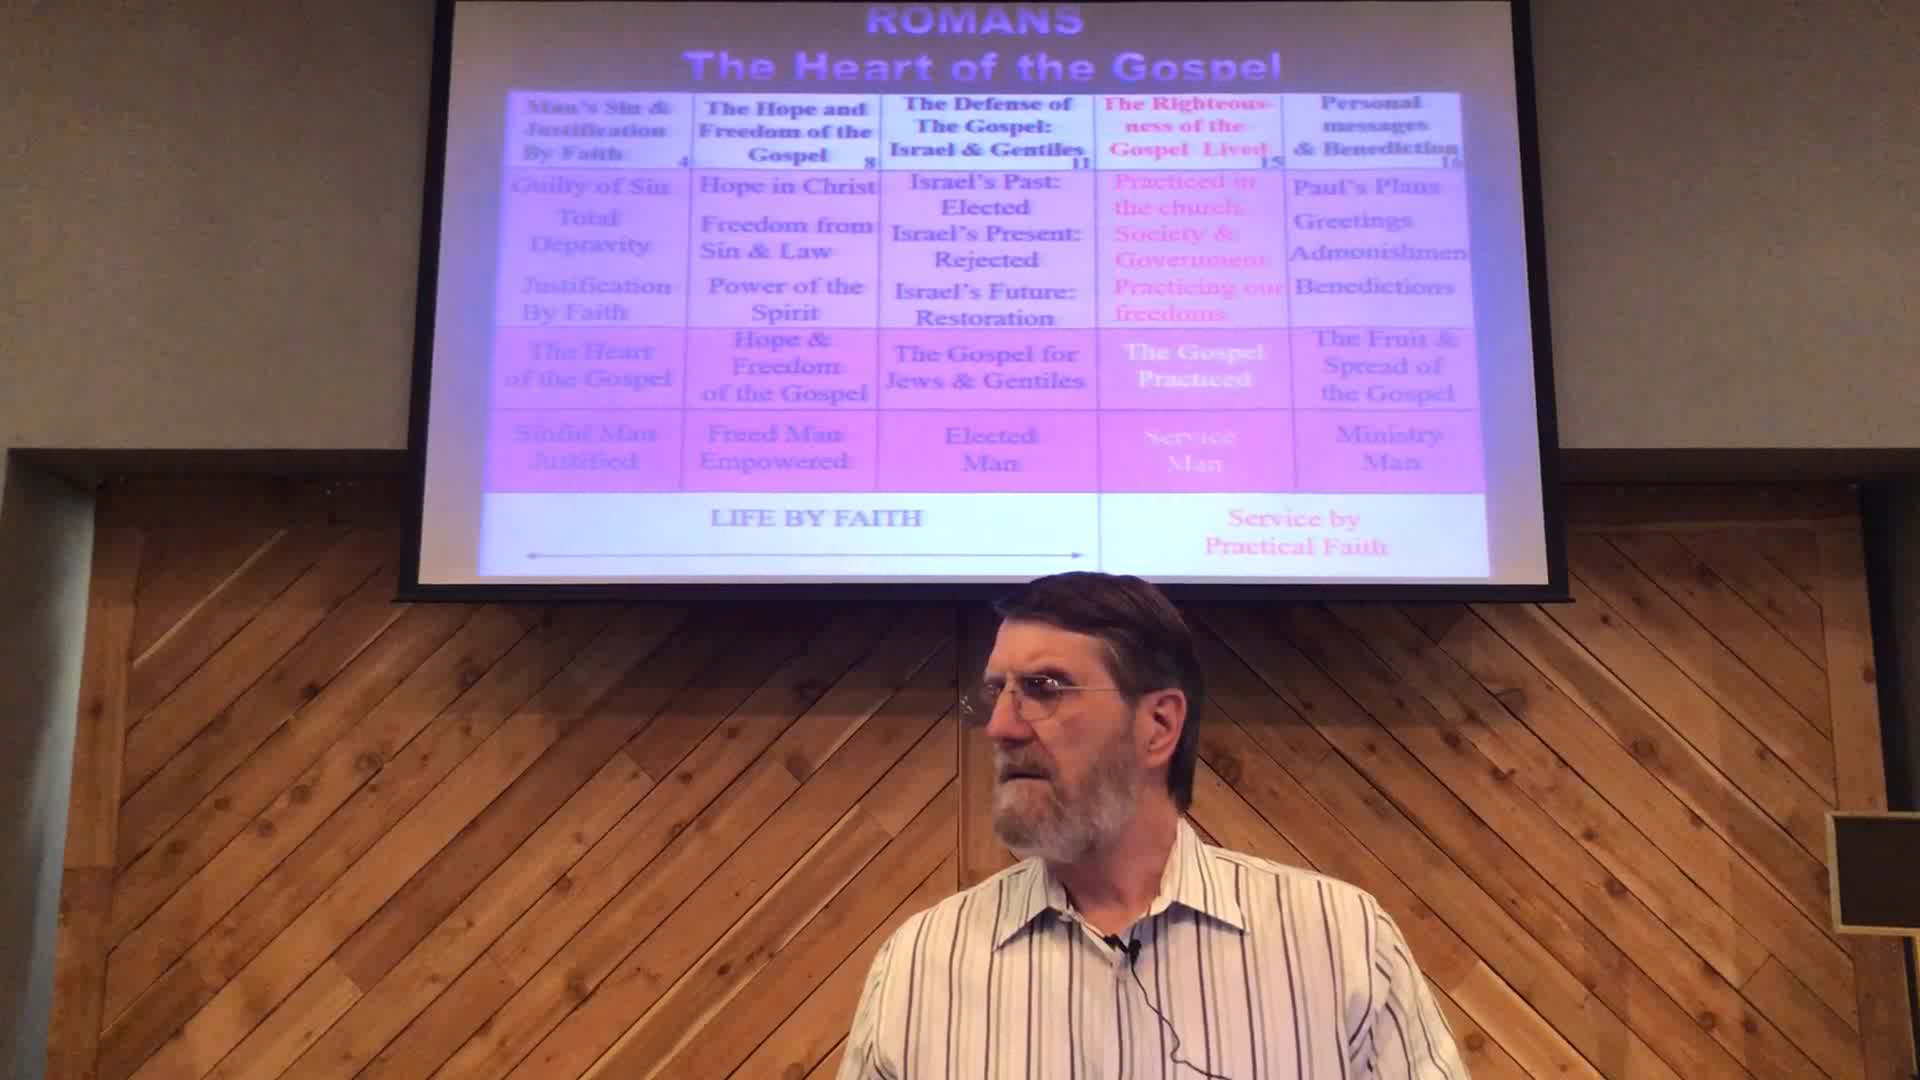 ROMANS
The Heart of the Gospel
Man's Sin &
Justification
By Faith 4
The Hope and
Freedom of the
Gospel 8
The Defense of
The Gospel:
Israel & Gentiles 11
The Righteous-
ness of the
Gospel Lived 15
Personal
messages
& Benediction 16
Guilty of Sin
Total
Depravity
Justification
By Faith
Hope in Christ
Freedom from
Sin & Law
Power of the
Spirit
Israel's Past:
Elected
Israel's Present:
Rejected
Israel's Future:
Restoration
Practiced in
the church,
Society &
Government
Practicing our
freedoms
Paul's Plans
Greetings
Admonishmen
Benedictions
The Heart
of the Gospel
Hope &
Freedom
of the Gospel
The Gospel for
Jews & Gentiles
The Gospel
Practiced
The Fruit &
Spread of
the Gospel
Sinful Man
Justified
Freed Man
Empowered
Elected
Man
Service
Man
Ministry
Man
LIFE BY FAITH
Service by
Practical Faith